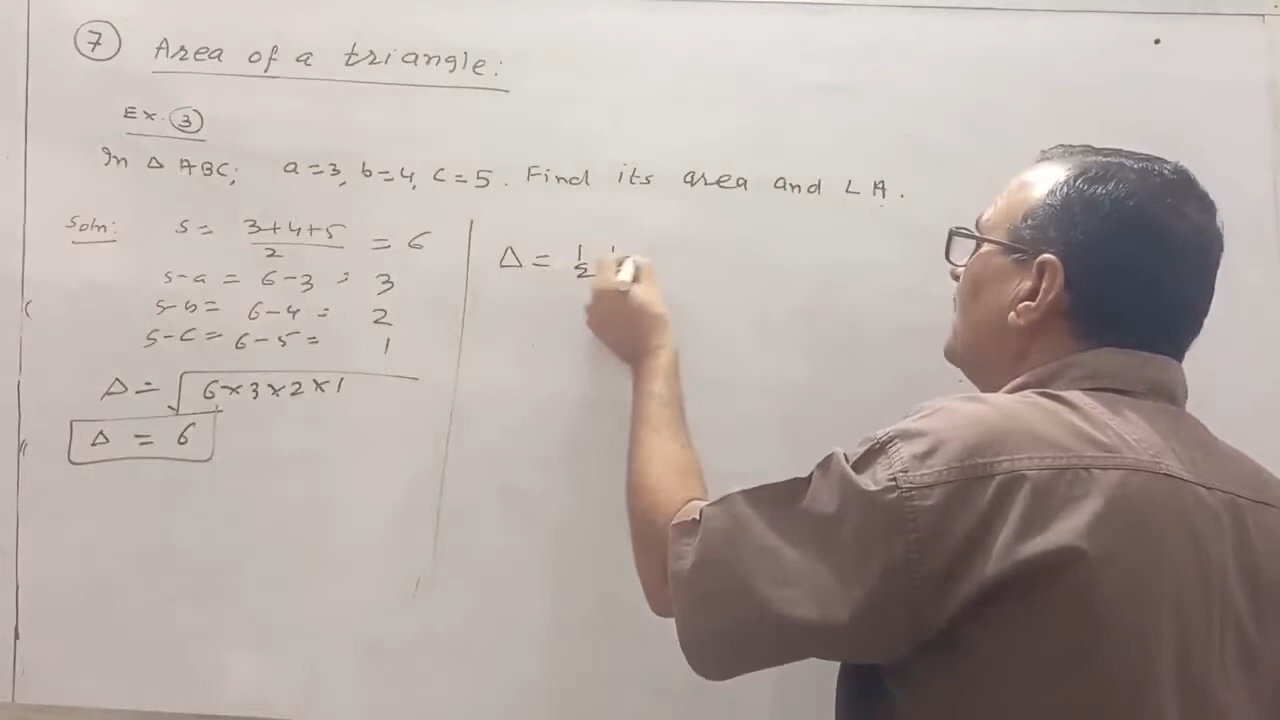 7 Area of a triangle:
Ex. 3
In Δ ABC; a=3, b=4, c=5. Find its area and ∠A.
Soln: s = 3+4+5 / 2 = 6
s-a = 6-3 = 3
s-b = 6-4 = 2
s-c = 6-5 = 1
Δ = √6×3×2×1
Δ = 6
Δ = 1/2